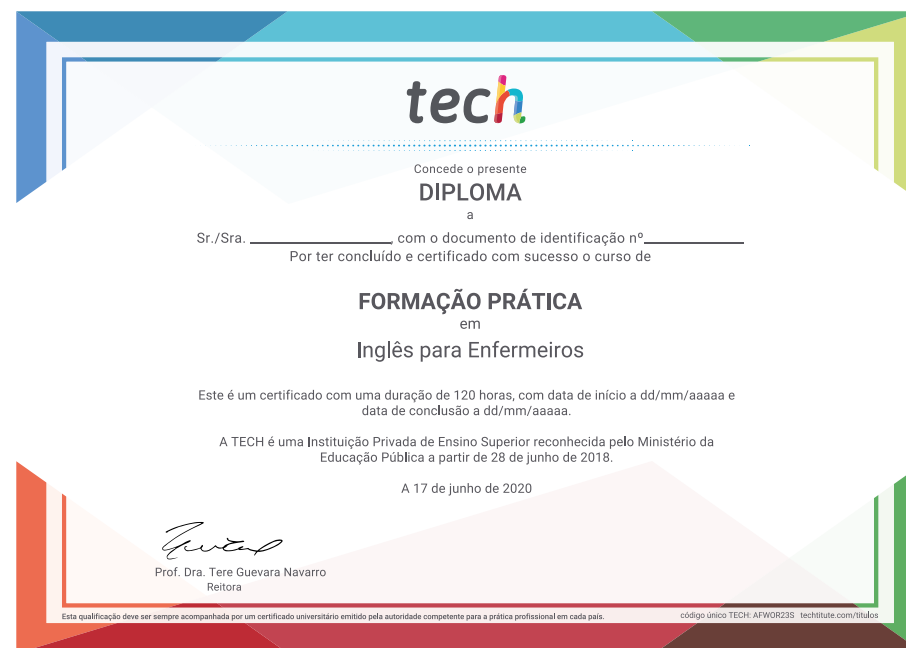 tech
Concede o presente
DIPLOMA
a
Sr./Sra. ____________________, com o documento de identificação nº______________
Por ter concluído e certificado com sucesso o curso de
FORMAÇÃO PRÁTICA
em
Inglês para Enfermeiros
Este é um certificado com uma duração de 120 horas, com data de início a dd/mm/aaaaa e
data de conclusão a dd/mm/aaaaa.
A TECH é uma Instituição Privada de Ensino Superior reconhecida pelo Ministério da
Educação Pública a partir de 28 de junho de 2018.
A 17 de junho de 2020
Prof. Dra. Tere Guevara Navarro
Reitora
Esta qualificação deve ser sempre acompanhada por um certificado universitário emitido pela autoridade competente para a prática profissional em cada país.
código único TECH: AFWOR23S techtitute.com/titulos